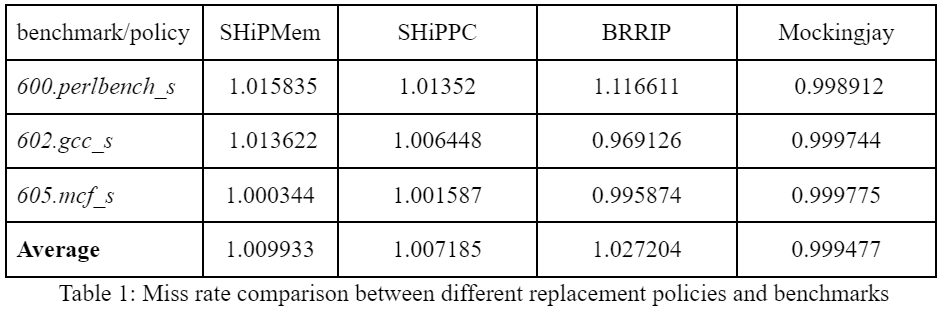 benchmark/policy SHiPMem SHiPPC BRRIP Mockingjay
600.perlbench_s 1.015835 1.01352 1.116611 0.998912
602.gcc_s 1.013622 1.006448 0.969126 0.999744
605.mcf_s 1.000344 1.001587 0.995874 0.999775
Average 1.009933 1.007185 1.027204 0.999477
Table 1: Miss rate comparison between different replacement policies and benchmarks